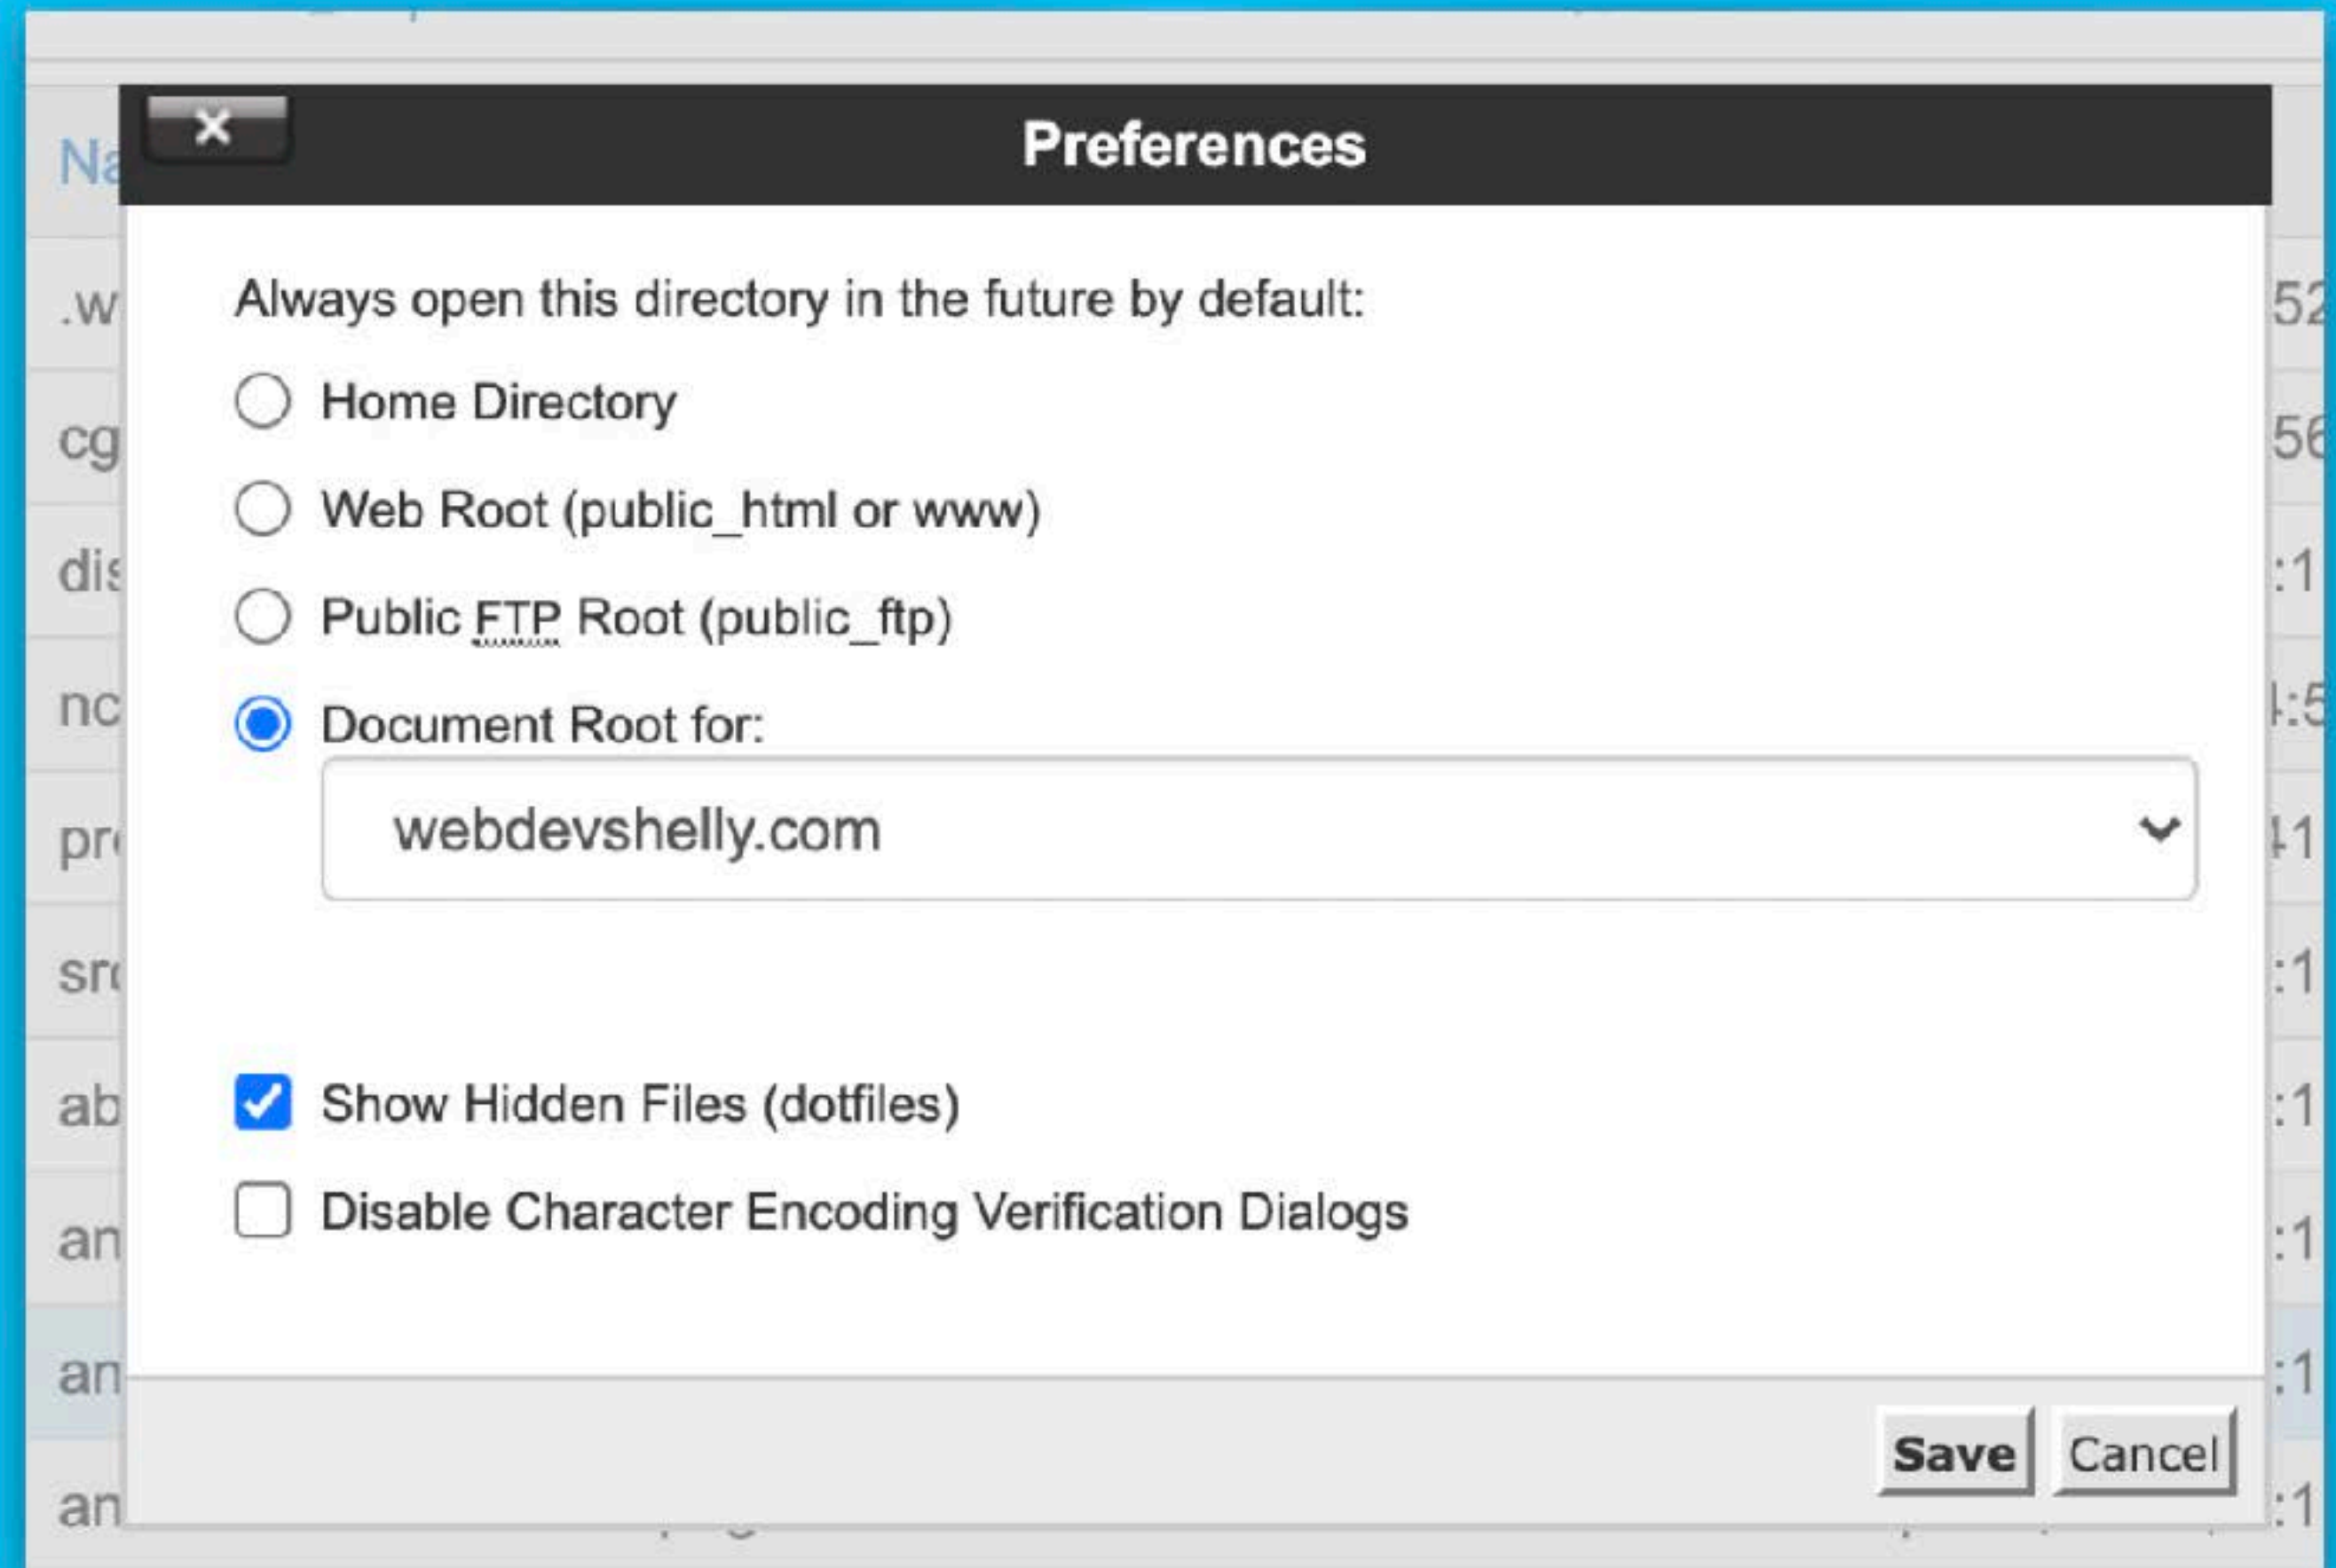 Preferences
Always open this directory in the future by default:
Home Directory
Web Root (public_html or www)
Public FTP Root (public_ftp)
Document Root for:
webdevshelly.com
Show Hidden Files (dotfiles)
Disable Character Encoding Verification Dialogs
Save Cancel